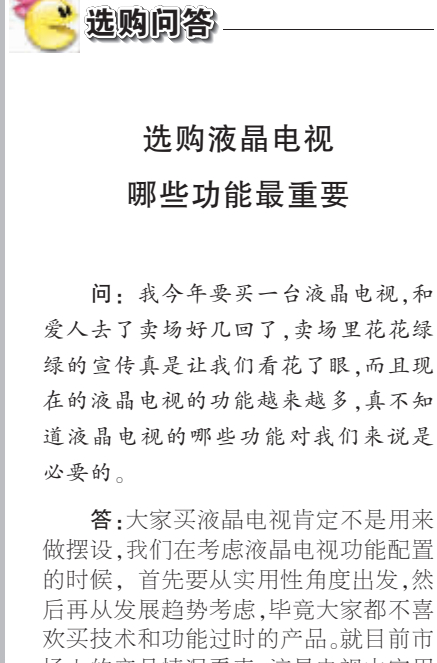 选购问答
选购液晶电视
哪些功能最重要
问：我今年要买一台液晶电视,和
爱人去了卖场好几回了,卖场里花花绿
绿的宣传真是让我们看花了眼,而且现
在的液晶电视的功能越来越多,真不知
道液晶电视的哪些功能对我们来说是
必要的。
答:大家买液晶电视肯定不是用来
做摆设,我们在考虑液晶电视功能配置
的时候，首先要从实用性角度出发,然
后再从发展趋势考虑,毕竟大家都不喜
欢买技术和功能过时的产品。就目前市